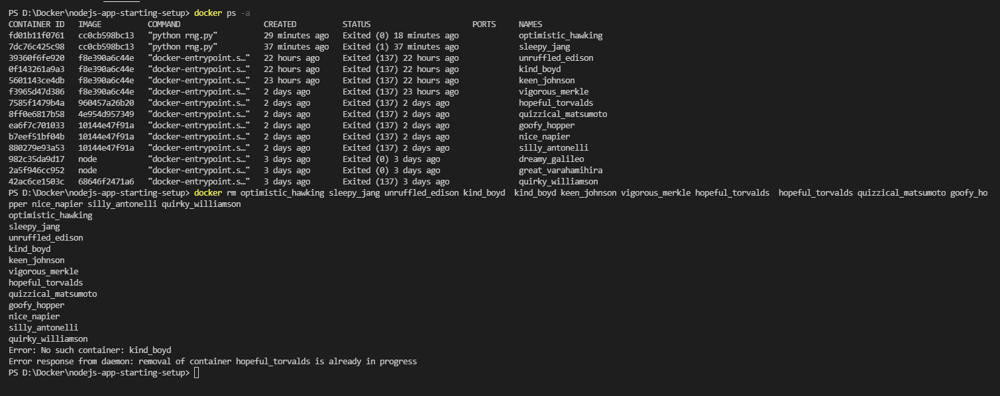 PS D:\Docker\nodejs-app-starting-setup> docker ps -a
CONTAINER ID   IMAGE          COMMAND                  CREATED          STATUS                      PORTS     NAMES
fd01b11f0761   cc0cb598bc13   "python rng.py"          29 minutes ago   Exited (0) 18 minutes ago             optimistic_hawking
7dc76c425c98   cc0cb598bc13   "python rng.py"          37 minutes ago   Exited (1) 37 minutes ago             sleepy_jang
39360f6fe920   f8e390a6c44e   "docker-entrypoint.s…"   22 hours ago     Exited (137) 22 hours ago             unruffled_edison
0f143261a9a3   f8e390a6c44e   "docker-entrypoint.s…"   22 hours ago     Exited (137) 22 hours ago             kind_boyd
5601143ce4db   f8e390a6c44e   "docker-entrypoint.s…"   23 hours ago     Exited (137) 22 hours ago             keen_johnson
f3965d47d386   f8e390a6c44e   "docker-entrypoint.s…"   2 days ago       Exited (137) 23 hours ago             vigorous_merkle
7585f1479b4a   960457a26b20   "docker-entrypoint.s…"   2 days ago       Exited (137) 2 days ago               hopeful_torvalds
8ff0e6817b58   4e954d957349   "docker-entrypoint.s…"   2 days ago       Exited (137) 2 days ago               quizzical_matsumoto
ea6f7c701033   10144e47f91a   "docker-entrypoint.s…"   2 days ago       Exited (137) 2 days ago               goofy_hopper
b7eef51bf04b   10144e47f91a   "docker-entrypoint.s…"   2 days ago       Exited (137) 2 days ago               nice_napier
880279e93a53   10144e47f91a   "docker-entrypoint.s…"   2 days ago       Exited (137) 2 days ago               silly_antonelli
982c35da9d17   node           "docker-entrypoint.s…"   3 days ago       Exited (0) 3 days ago                 dreamy_galileo
2a5f946cc952   node           "docker-entrypoint.s…"   3 days ago       Exited (0) 3 days ago                 great_varahamihira
42ac6ce1503c   68646f2471a6   "docker-entrypoint.s…"   3 days ago       Exited (137) 3 days ago               quirky_williamson
PS D:\Docker\nodejs-app-starting-setup> docker rm optimistic_hawking sleepy_jang unruffled_edison kind_boyd  kind_boyd keen_johnson vigorous_merkle hopeful_torvalds  hopeful_torvalds quizzical_matsumoto goofy_ho
pper nice_napier silly_antonelli quirky_williamson
optimistic_hawking
sleepy_jang
unruffled_edison
kind_boyd
keen_johnson
vigorous_merkle
hopeful_torvalds
quizzical_matsumoto
goofy_hopper
nice_napier
silly_antonelli
quirky_williamson
Error: No such container: kind_boyd
Error response from daemon: removal of container hopeful_torvalds is already in progress
PS D:\Docker\nodejs-app-starting-setup>